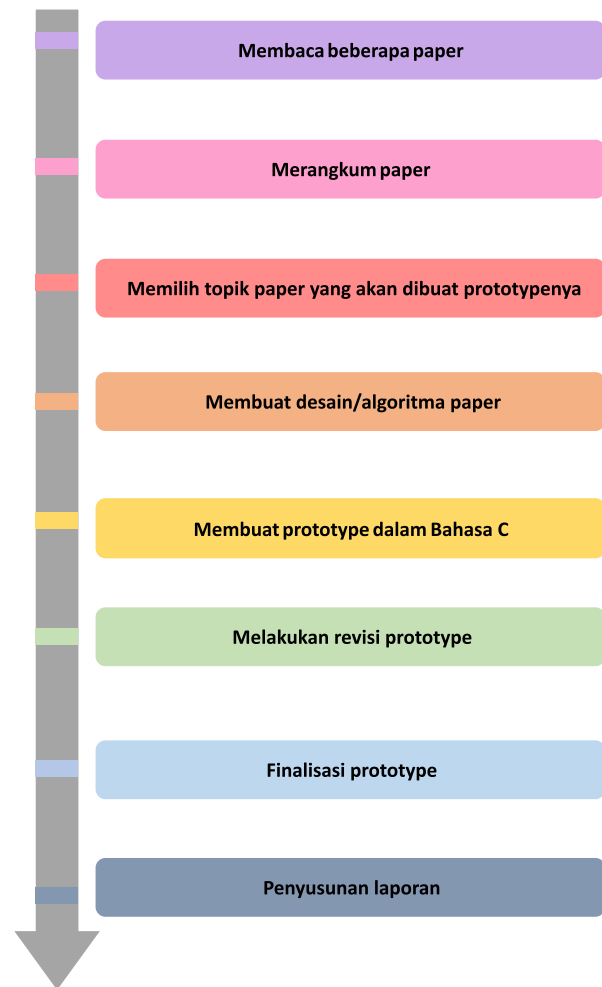 Membaca beberapa paper
Merangkum paper
Memilih topik paper yang akan dibuat prototypenya
Membuat desain/algoritma paper
Membuat prototype dalam Bahasa C
Melakukan revisi prototype
Finalisasi prototype
Penyusunan laporan